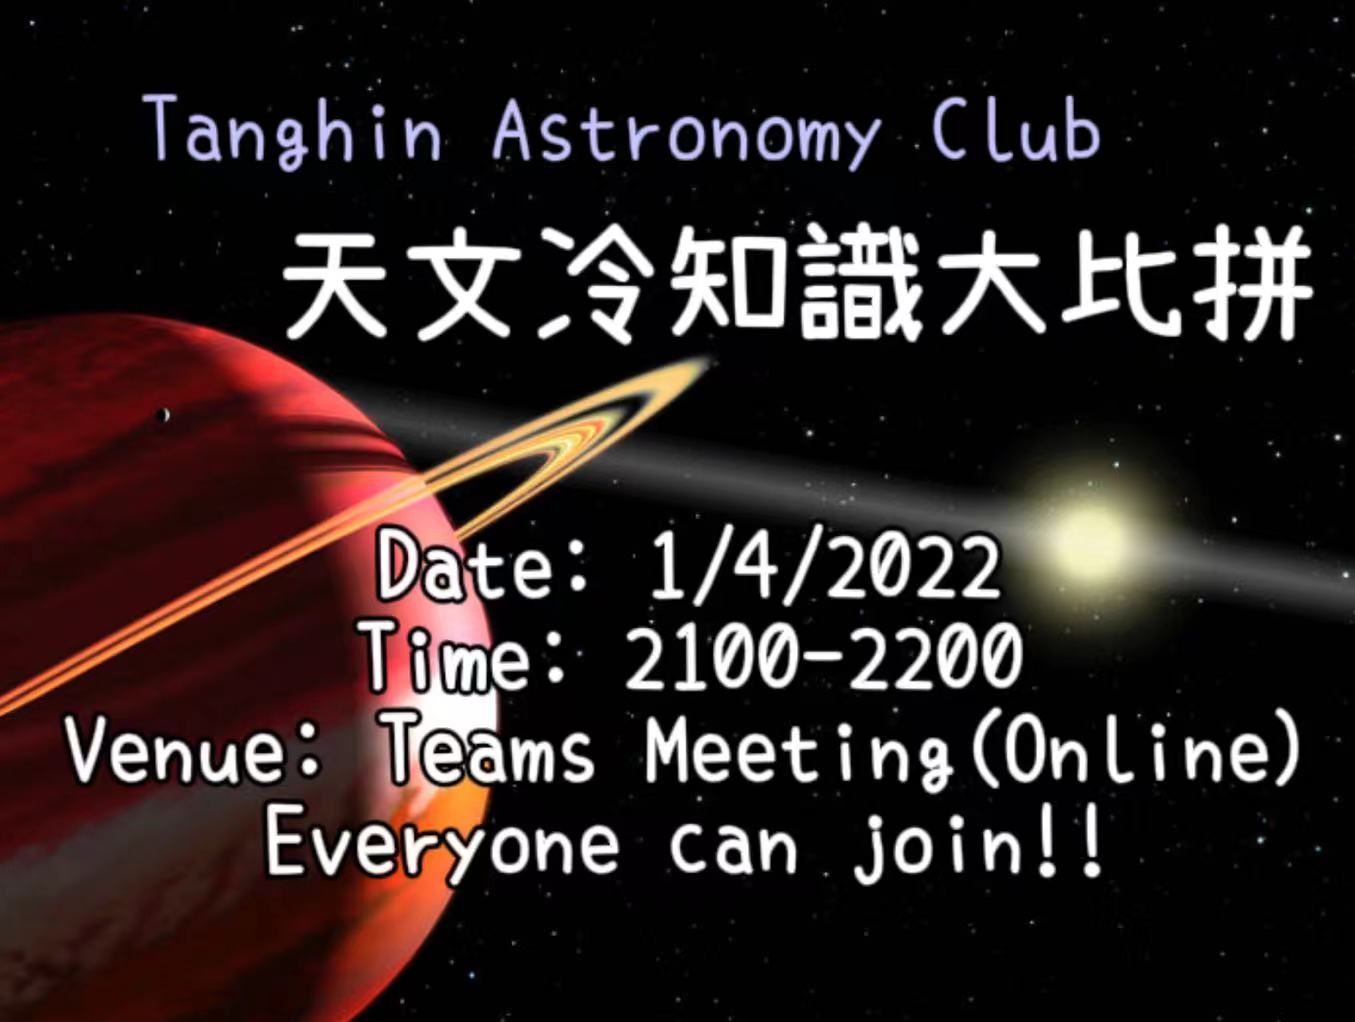 Tanghin Astronomy Club
天文冷知識大比拼
Date: 1/4/2022
Time: 2100-2200
Venue: Teams Meeting(Online)
Everyone can join!!